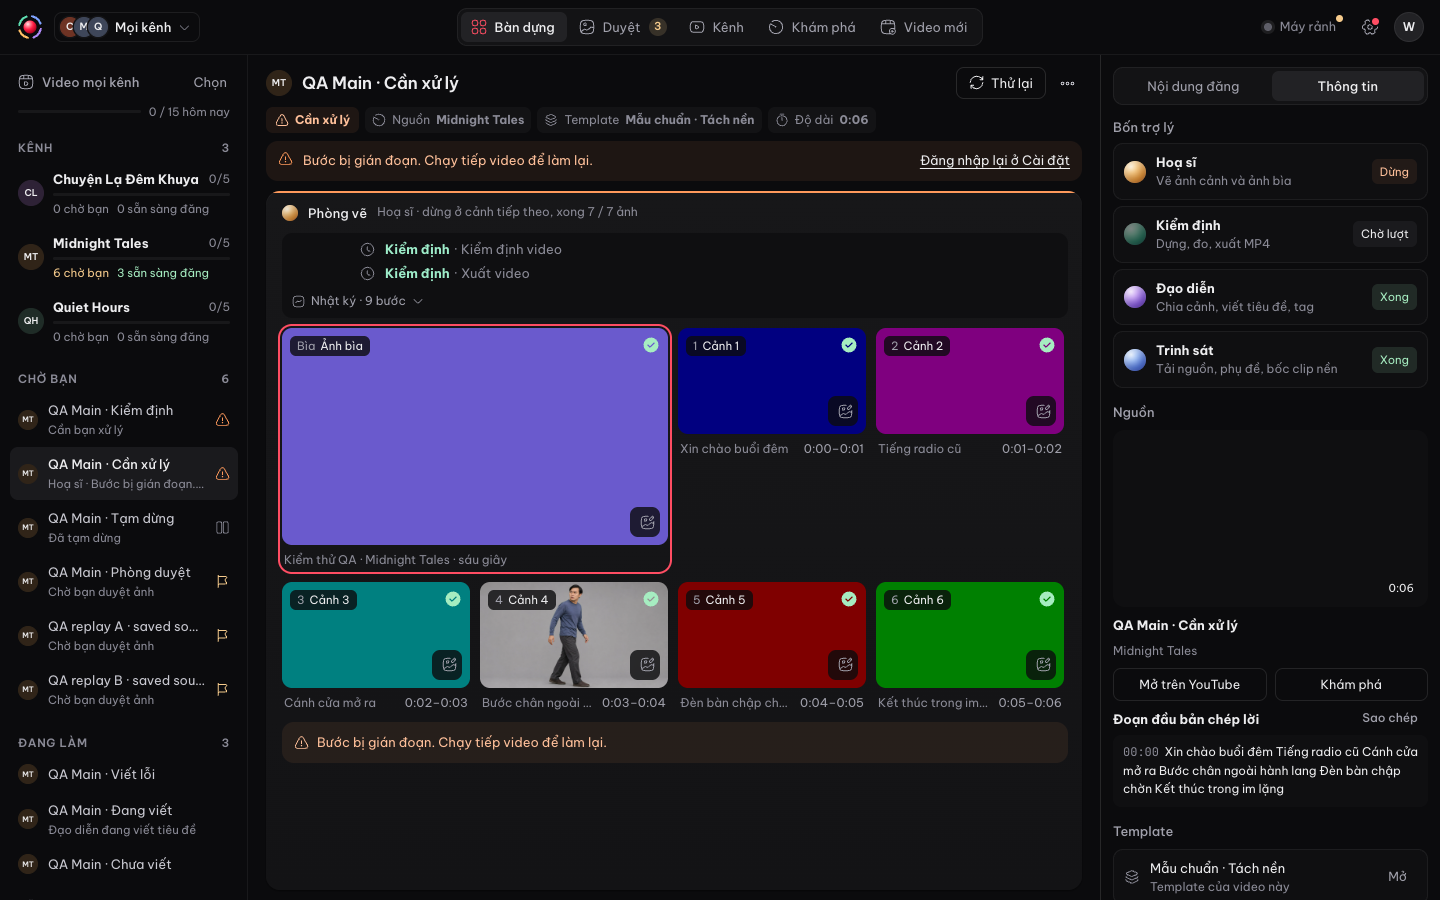 C M Q Mọi kênh
Bàn dựng
Duyệt 3
Kênh
Khám phá
Video mới
Máy rảnh
W
Video mọi kênh Chọn
0 / 15 hôm nay
KÊNH 3
CL Chuyện Lạ Đêm Khuya 0/5
0 chờ bạn 0 sẵn sàng đăng
MT Midnight Tales 0/5
6 chờ bạn 3 sẵn sàng đăng
QH Quiet Hours 0/5
0 chờ bạn 0 sẵn sàng đăng
CHỜ BẠN 6
MT QA Main · Kiểm định
Cần bạn xử lý
MT QA Main · Cần xử lý
Hoạ sĩ · Bước bị gián đoạn....
MT QA Main · Tạm dừng
Đã tạm dừng
MT QA Main · Phòng duyệt
Chờ bạn duyệt ảnh
MT QA replay A · saved so...
Chờ bạn duyệt ảnh
MT QA replay B · saved sou...
Chờ bạn duyệt ảnh
ĐANG LÀM 3
MT QA Main · Viết lỗi
MT QA Main · Đang viết
Đạo diễn đang viết tiêu đề
MT QA Main · Chưa viết
MT QA Main · Cần xử lý
Thử lại
Cần xử lý
Nguồn Midnight Tales
Template Mẫu chuẩn · Tách nền
Độ dài 0:06
Bước bị gián đoạn. Chạy tiếp video để làm lại.
Đăng nhập lại ở Cài đặt
Phòng vẽ Hoạ sĩ · dừng ở cảnh tiếp theo, xong 7 / 7 ảnh
Kiểm định · Kiểm định video
Kiểm định · Xuất video
Nhật ký · 9 bước
Bìa Ảnh bìa
Kiểm thử QA · Midnight Tales · sáu giây
1 Cảnh 1
Xin chào buổi đêm 0:00–0:01
2 Cảnh 2
Tiếng radio cũ 0:01–0:02
3 Cảnh 3
Cánh cửa mở ra 0:02–0:03
4 Cảnh 4
Bước chân ngoài ... 0:03–0:04
5 Cảnh 5
Đèn bàn chập ch... 0:04–0:05
6 Cảnh 6
Kết thúc trong im... 0:05–0:06
Bước bị gián đoạn. Chạy tiếp video để làm lại.
Nội dung đăng
Thông tin
Bốn trợ lý
Hoạ sĩ
Vẽ ảnh cảnh và ảnh bìa
Dừng
Kiểm định
Dựng, đo, xuất MP4
Chờ lượt
Đạo diễn
Chia cảnh, viết tiêu đề, tag
Xong
Trinh sát
Tải nguồn, phụ đề, bốc clip nền
Xong
Nguồn
0:06
QA Main · Cần xử lý
Midnight Tales
Mở trên YouTube
Khám phá
Đoạn đầu bản chép lời Sao chép
00:00 Xin chào buổi đêm Tiếng radio cũ Cánh cửa
mở ra Bước chân ngoài hành lang Đèn bàn chập
chờn Kết thúc trong im lặng
Template
Mẫu chuẩn · Tách nền
Template của video này
Mở